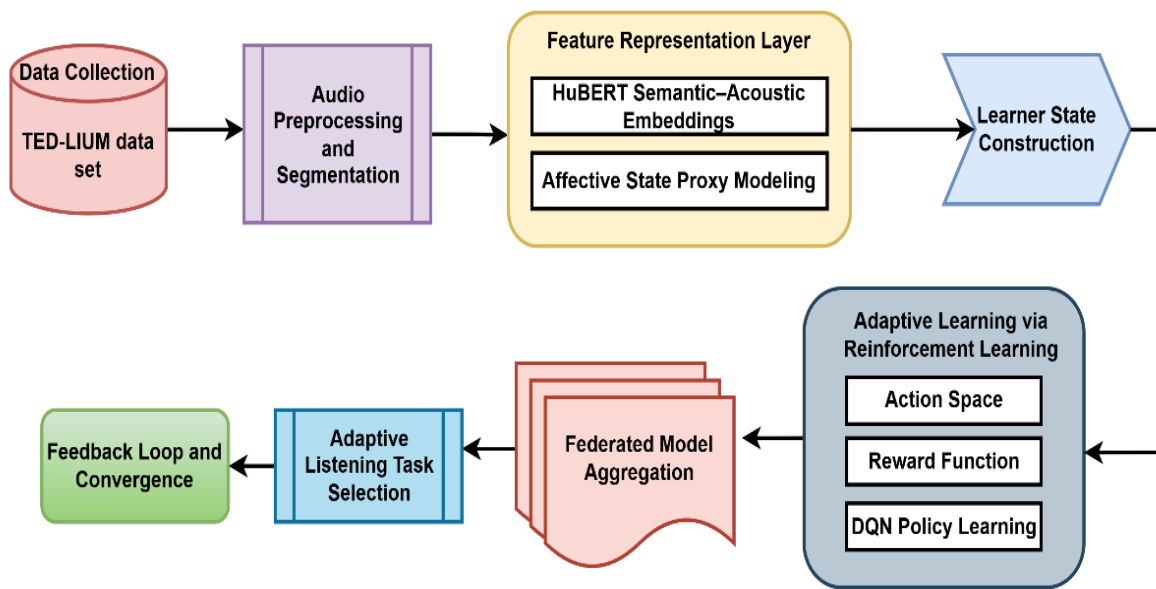 Data Collection
TED-LIUM data
set
Audio
Preprocessing
and
Segmentation
Feature Representation Layer
HuBERT Semantic–Acoustic
Embeddings
Affective State Proxy Modeling
Learner State
Construction
Adaptive Learning via
Reinforcement Learning
Action Space
Reward Function
DQN Policy Learning
Federated Model
Aggregation
Adaptive
Listening Task
Selection
Feedback Loop and
Convergence